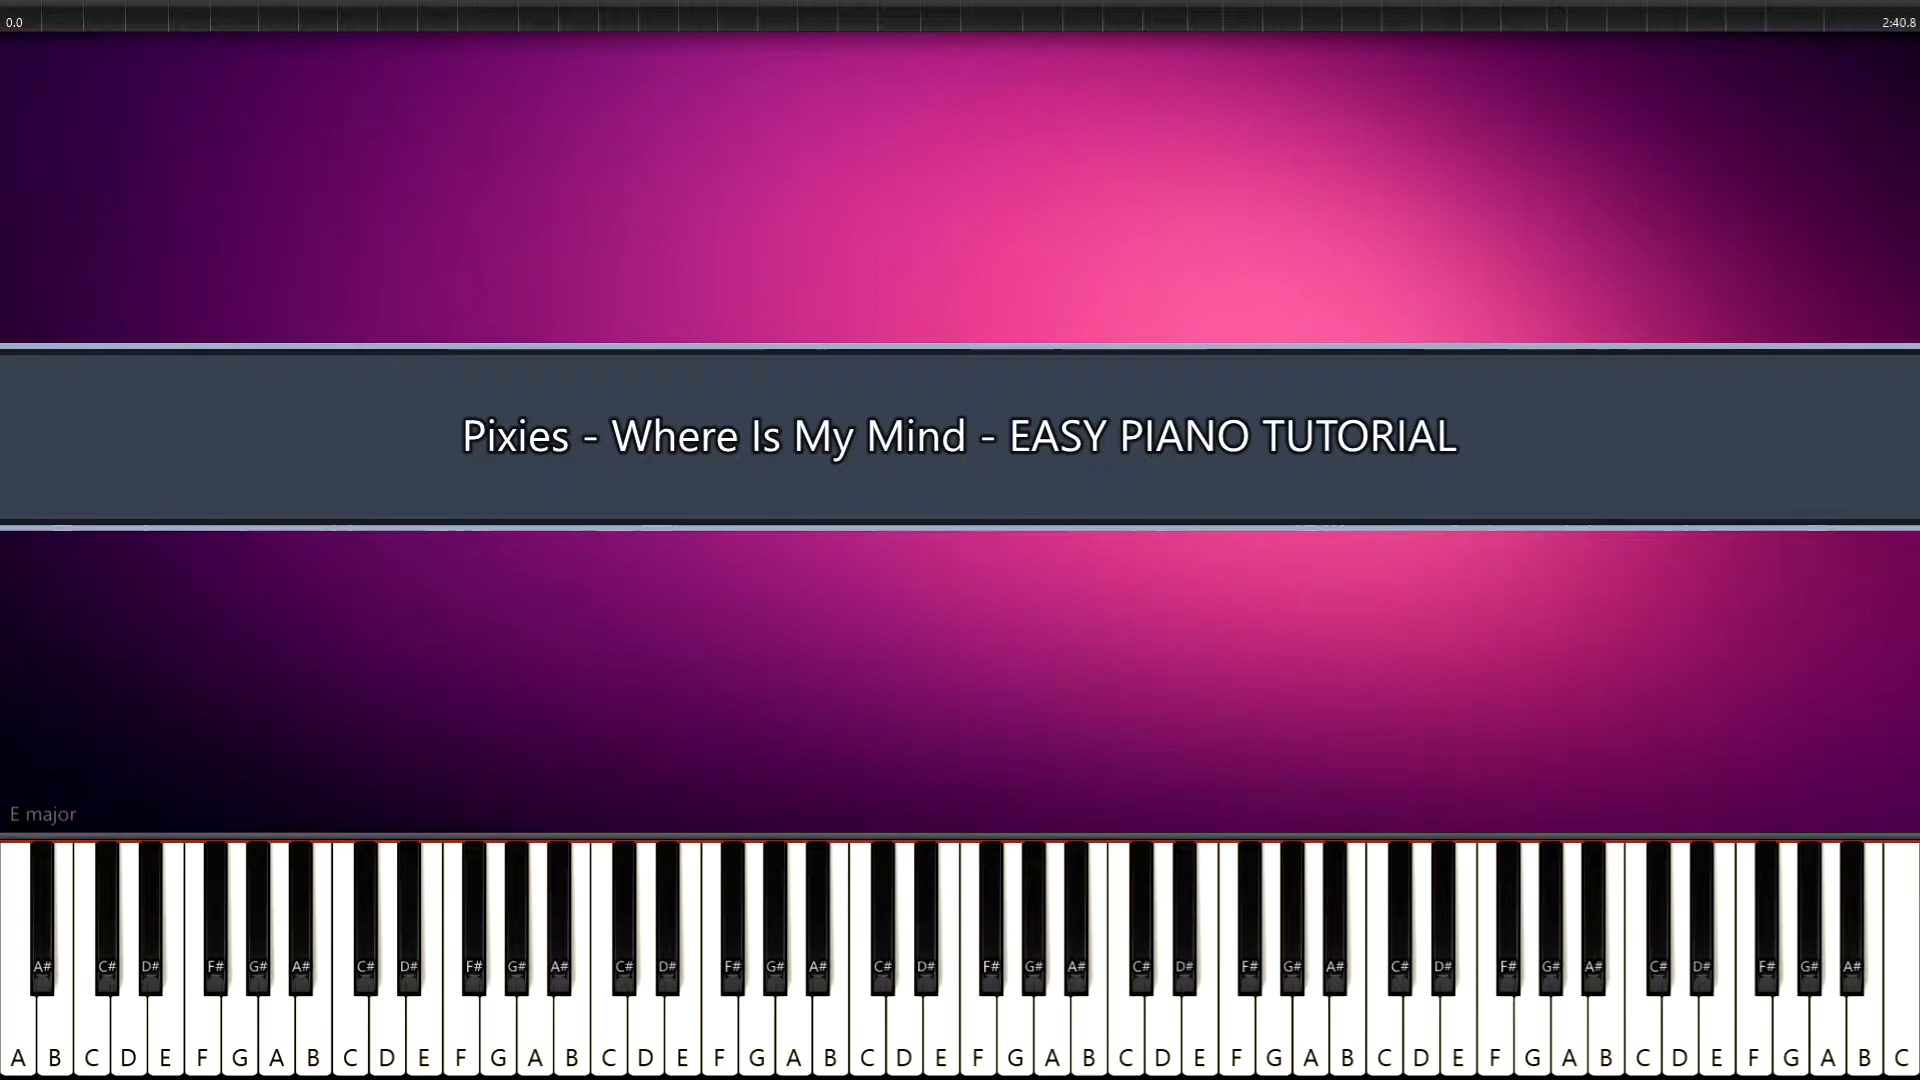 0.0 2:40.8
Pixies - Where Is My Mind - EASY PIANO TUTORIAL
E major
A# C# D# F# G# A# C# D# F# G# A# C# D# F# G# A# C# D# F# G# A# C# D# F# G# A# C# D# F# G# A# C# D# F# G# A#
A B C D E F G A B C D E F G A B C D E F G A B C D E F G A B C D E F G A B C D E F G A B C D E F G A B C